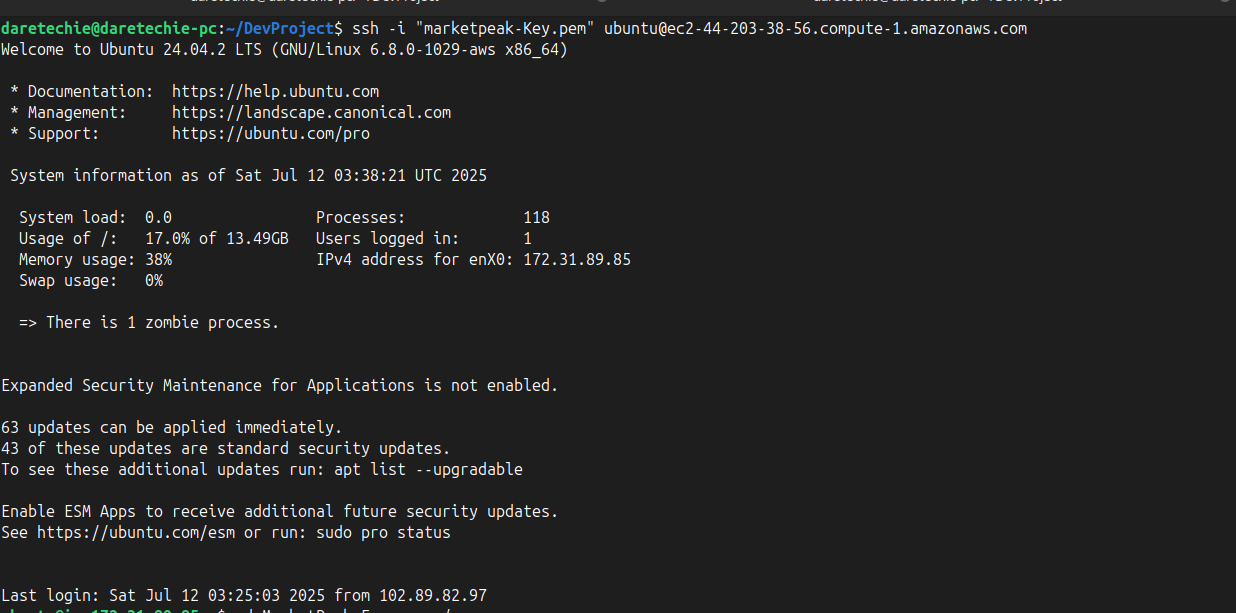 daretechie@daretechie-pc:~/DevProject$ ssh -i "marketpeak-Key.pem" ubuntu@ec2-44-203-38-56.compute-1.amazonaws.com
Welcome to Ubuntu 24.04.2 LTS (GNU/Linux 6.8.0-1029-aws x86_64)
* Documentation:  https://help.ubuntu.com
* Management:     https://landscape.canonical.com
* Support:        https://ubuntu.com/pro
System information as of Sat Jul 12 03:38:21 UTC 2025
System load:  0.0                Processes:             118
Usage of /:   17.0% of 13.49GB   Users logged in:       1
Memory usage: 38%                IPv4 address for enX0: 172.31.89.85
Swap usage:   0%
=> There is 1 zombie process.
Expanded Security Maintenance for Applications is not enabled.
63 updates can be applied immediately.
43 of these updates are standard security updates.
To see these additional updates run: apt list --upgradable
Enable ESM Apps to receive additional future security updates.
See https://ubuntu.com/esm or run: sudo pro status
Last login: Sat Jul 12 03:25:03 2025 from 102.89.82.97